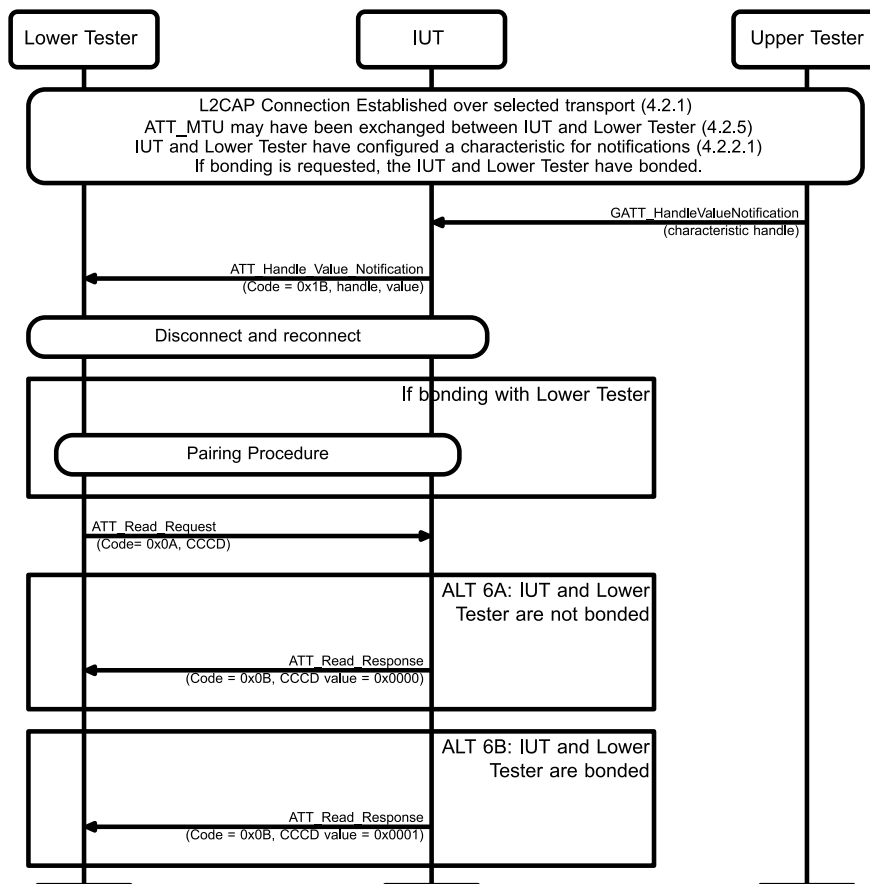 Lower Tester
IUT
Upper Tester
L2CAP Connection Established over selected transport (4.2.1)
ATT_MTU may have been exchanged between IUT and Lower Tester (4.2.5)
IUT and Lower Tester have configured a characteristic for notifications (4.2.2.1)
If bonding is requested, the IUT and Lower Tester have bonded.
GATT_HandleValueNotification
(characteristic handle)
ATT_Handle_Value_Notification
(Code = 0x1B, handle, value)
Disconnect and reconnect
If bonding with Lower Tester
Pairing Procedure
ATT_Read_Request
(Code= 0x0A, CCCD)
ALT 6A: IUT and Lower
Tester are not bonded
ATT_Read_Response
(Code = 0x0B, CCCD value = 0x0000)
ALT 6B: IUT and Lower
Tester are bonded
ATT_Read_Response
(Code = 0x0B, CCCD value = 0x0001)